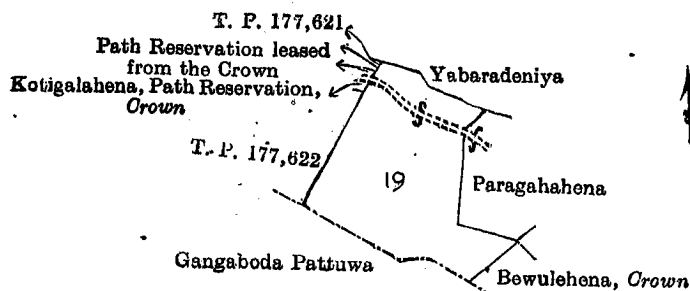 T. P. 177,621
Path Reservation leased
from the Crown
Kotigalahena, Path Reservation,
Crown
Yabaradeniya
T. P. 177,622
19
Paragahahena
Gangaboda Pattuwa
Bewulehena, Crown